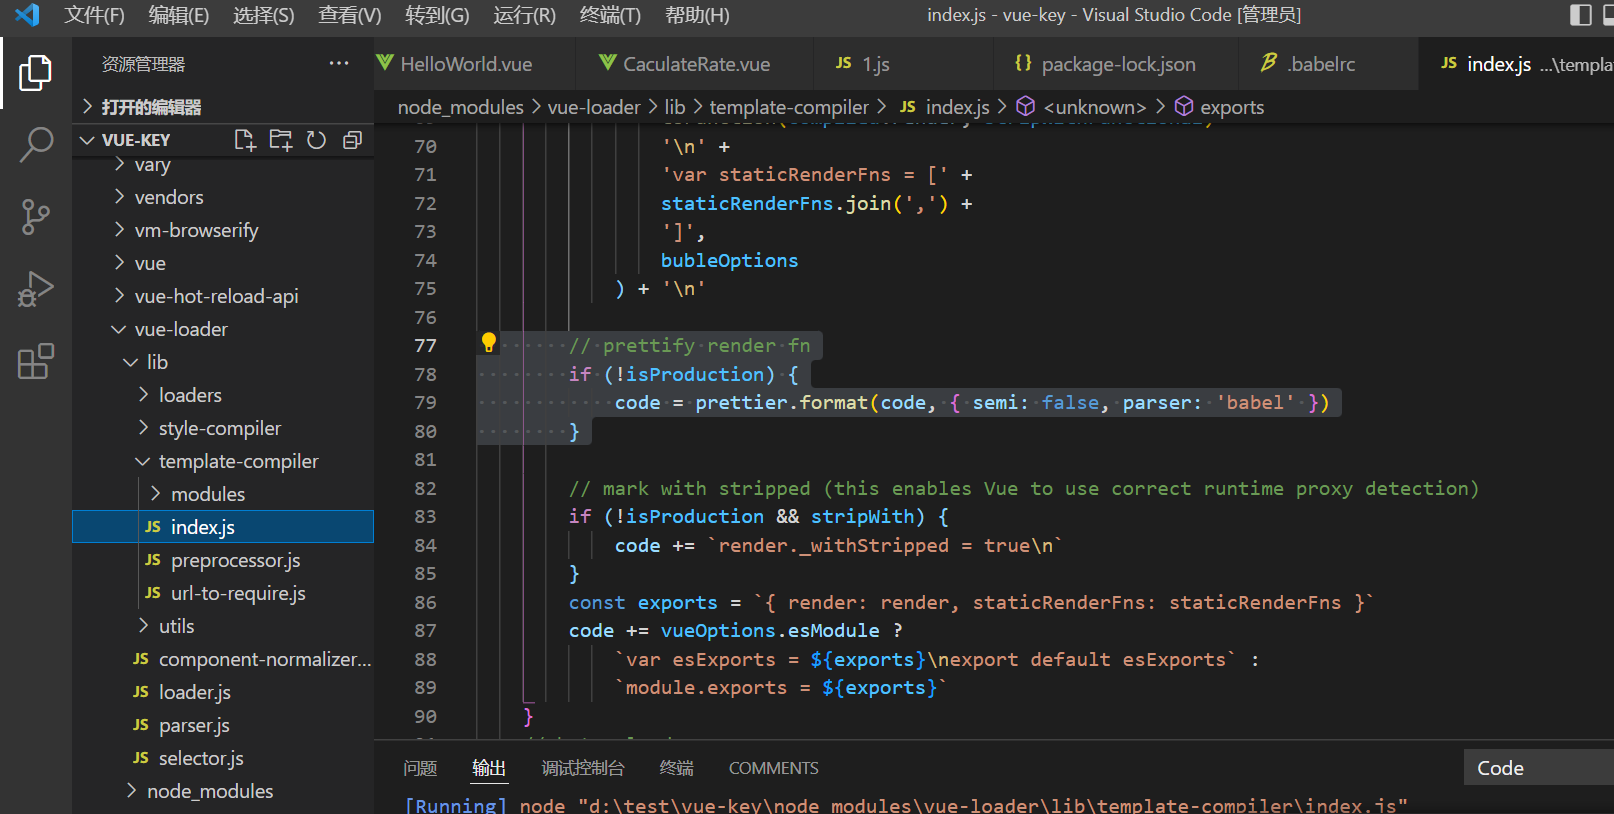 文件(F) 编辑(E) 选择(S) 查看(V) 转到(G) 运行(R) 终端(T) 帮助(H) index.js - vue-key - Visual Studio Code [管理员]
资源管理器 ···
HelloWorld.vue CaculateRate.vue JS 1.js {} package-lock.json .babelrc JS index.js ...\templa
打开的编辑器
node_modules > vue-loader > lib > template-compiler > JS index.js > <unknown> > exports
VUE-KEY
vary
vendors
vm-browserify
vue
vue-hot-reload-api
vue-loader
lib
loaders
style-compiler
template-compiler
modules
JS index.js
JS preprocessor.js
JS url-to-require.js
utils
JS component-normalizer...
JS loader.js
JS parser.js
JS selector.js
node_modules
70 '\n' +
71 'var staticRenderFns = [' +
72 staticRenderFns.join(',') +
73 ']',
74 bubleOptions
75 ) + '\n'
76
77 // prettify render fn
78 if (!isProduction) {
79 code = prettier.format(code, { semi: false, parser: 'babel' })
80 }
81
82 // mark with stripped (this enables Vue to use correct runtime proxy detection)
83 if (!isProduction && stripWith) {
84 code += `render._withStripped = true\n`
85 }
86 const exports = `{ render: render, staticRenderFns: staticRenderFns }`
87 code += vueOptions.esModule ?
88 `var esExports = ${exports}\nexport default esExports` :
89 `module.exports = ${exports}`
90 }
问题 输出 调试控制台 终端 COMMENTS Code
[Running] node "d:\test\vue-key\node_modules\vue-loader\lib\template-compiler\index.js"